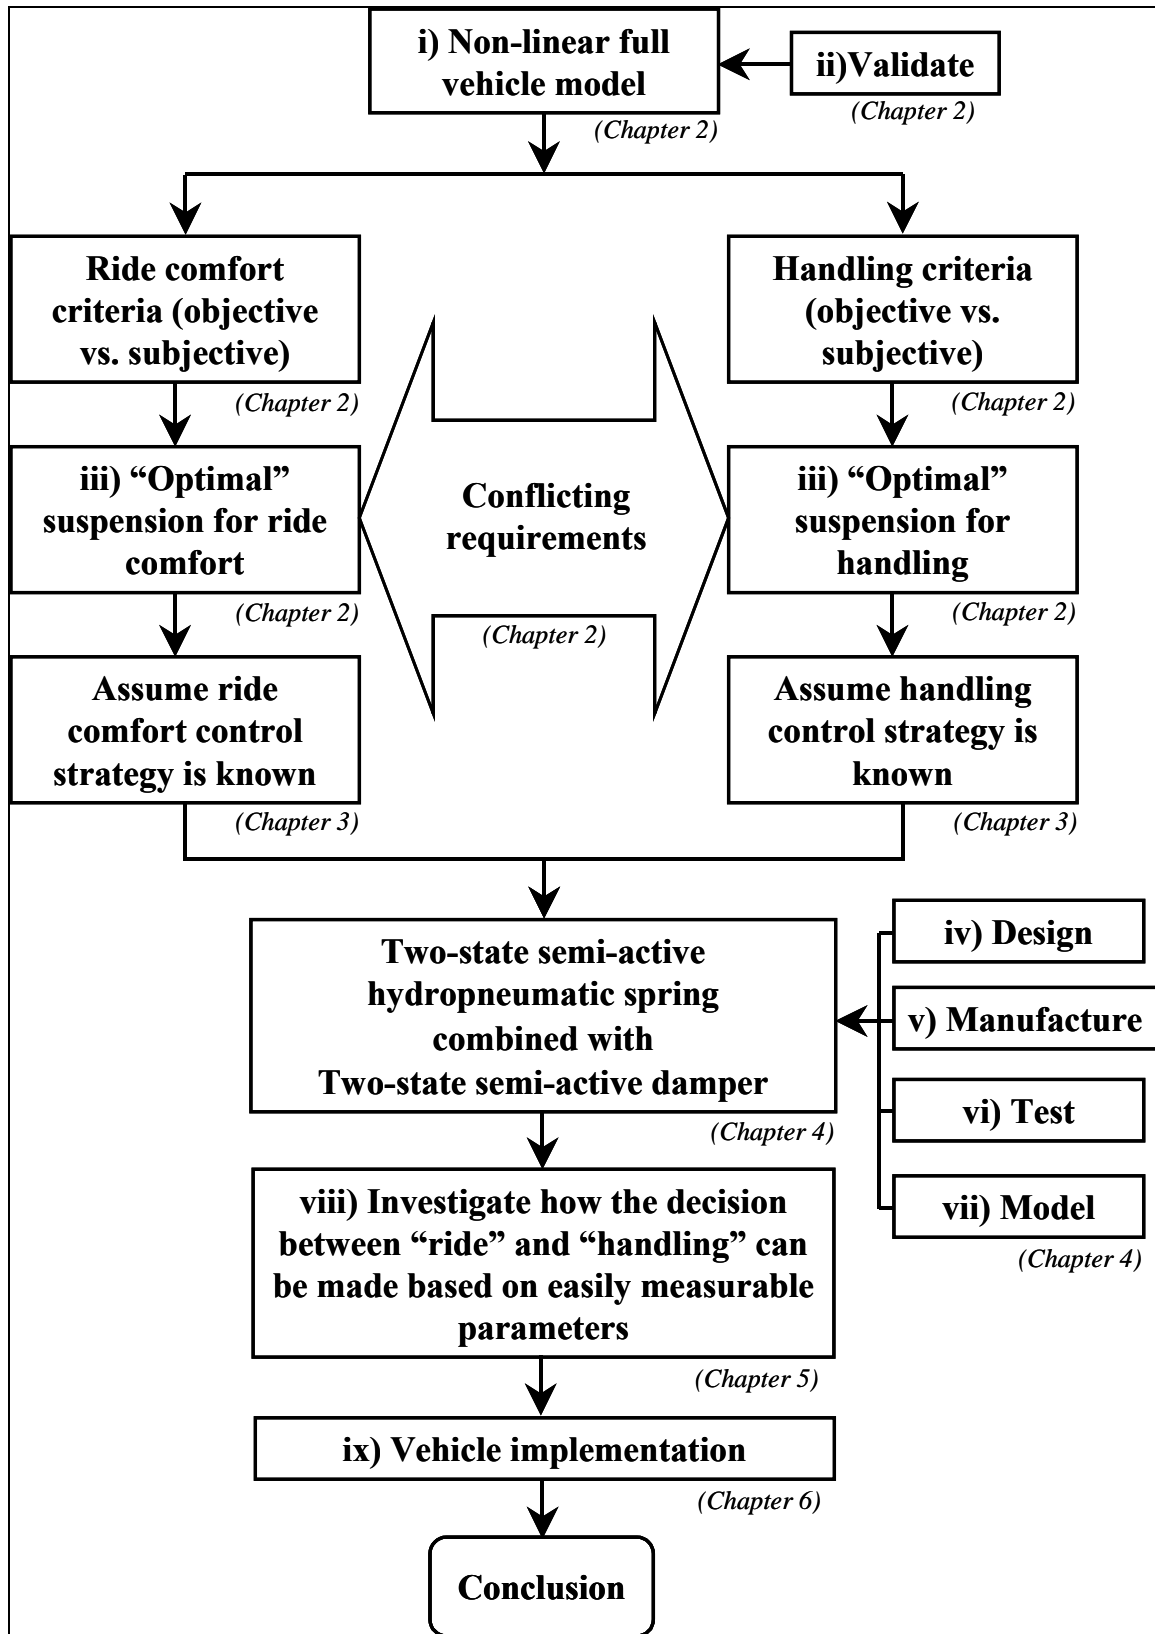 i) Non-linear full
vehicle model
(Chapter 2)
ii)Validate
(Chapter 2)
Ride comfort
criteria (objective
vs. subjective)
(Chapter 2)
Handling criteria
(objective vs.
subjective)
(Chapter 2)
iii) “Optimal”
suspension for ride
comfort
(Chapter 2)
Conflicting
requirements
(Chapter 2)
iii) “Optimal”
suspension for
handling
(Chapter 2)
Assume ride
comfort control
strategy is known
(Chapter 3)
Assume handling
control strategy is
known
(Chapter 3)
Two-state semi-active
hydropneumatic spring
combined with
Two-state semi-active damper
(Chapter 4)
iv) Design
v) Manufacture
vi) Test
vii) Model
(Chapter 4)
viii) Investigate how the decision
between “ride” and “handling” can
be made based on easily measurable
parameters
(Chapter 5)
ix) Vehicle implementation
(Chapter 6)
Conclusion